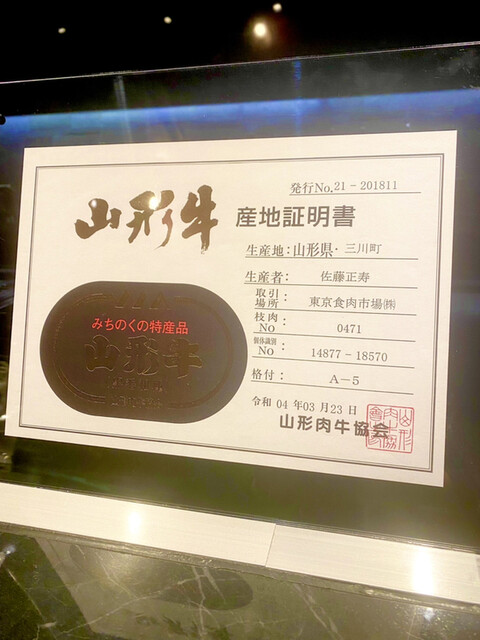 発行No.21-201811
山形牛 産地証明書
生産地：山形県・三川町
生産者： 佐藤正寿
取引場所： 東京食肉市場㈱
枝肉NO 0471
個体識別NO 14877-18570
格付： A-5
令和 04 年 03 月 23 日
山形肉牛協会
みちのくの特産品
山形牛